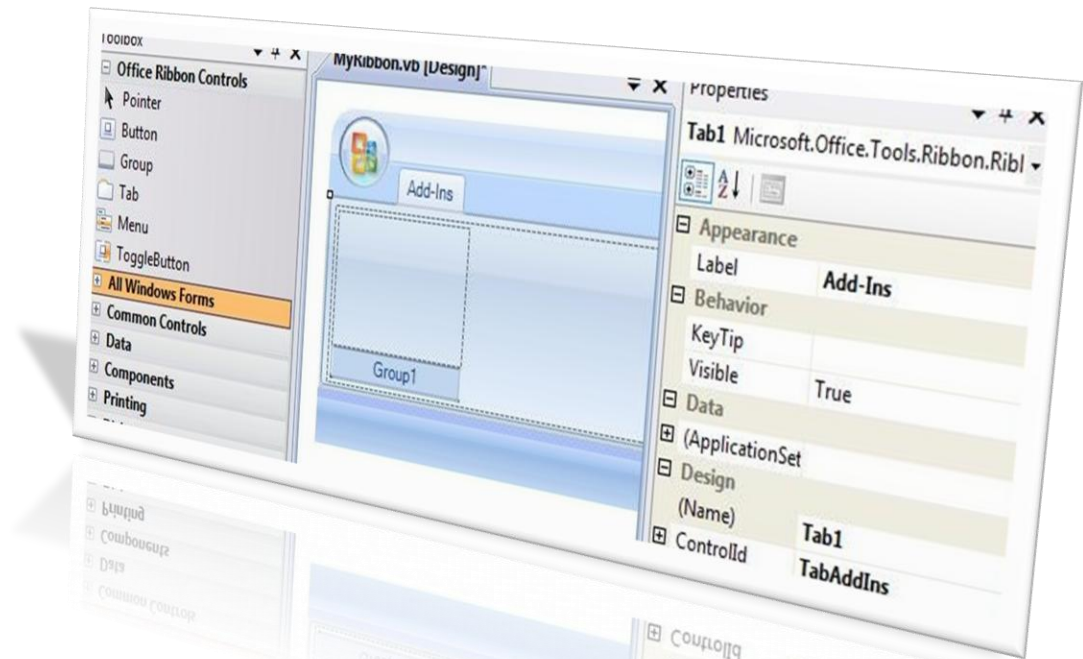 Toolbox
Office Ribbon Controls
Pointer
Button
Group
Tab
Menu
ToggleButton
All Windows Forms
Common Controls
Data
Components
Printing
MyRibbon.vb [Design]*
Add-Ins
Group1
Properties
Tab1 Microsoft.Office.Tools.Ribbon.Ribl
Appearance
Label Add-Ins
Behavior
KeyTip
Visible True
Data
(ApplicationSet
Design
(Name) Tab1
ControlId TabAddIns